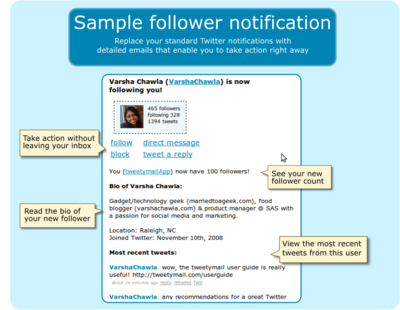 Sample follower notification
Replace your standard Twitter notifications with
detailed emails that enable you to take action right away
Varsha Chawla (VarshaChawla) is now
following you!
465 followers
following 328
1394 tweets
Take action without
leaving your inbox
follow direct message
block tweet a reply
You (tweetymailApp) now have 100 followers!
See your new
follower count
Bio of Varsha Chawla:
Read the bio of
your new follower
Gadget/technology geek (marriedtoageek.com), food
blogger (varshachawla.com) & product manager @ SAS with
a passion for social media and marketing.
Location: Raleigh, NC
Joined Twitter: November 10th, 2008
View the most recent
tweets from this user
Most recent tweets:
VarshaChawla wow, the tweetymail user guide is really
useful! http://tweetymail.com/userguide
about 24 minutes ago reply retweet fwd
VarshaChawla any recommendations for a great Twitter